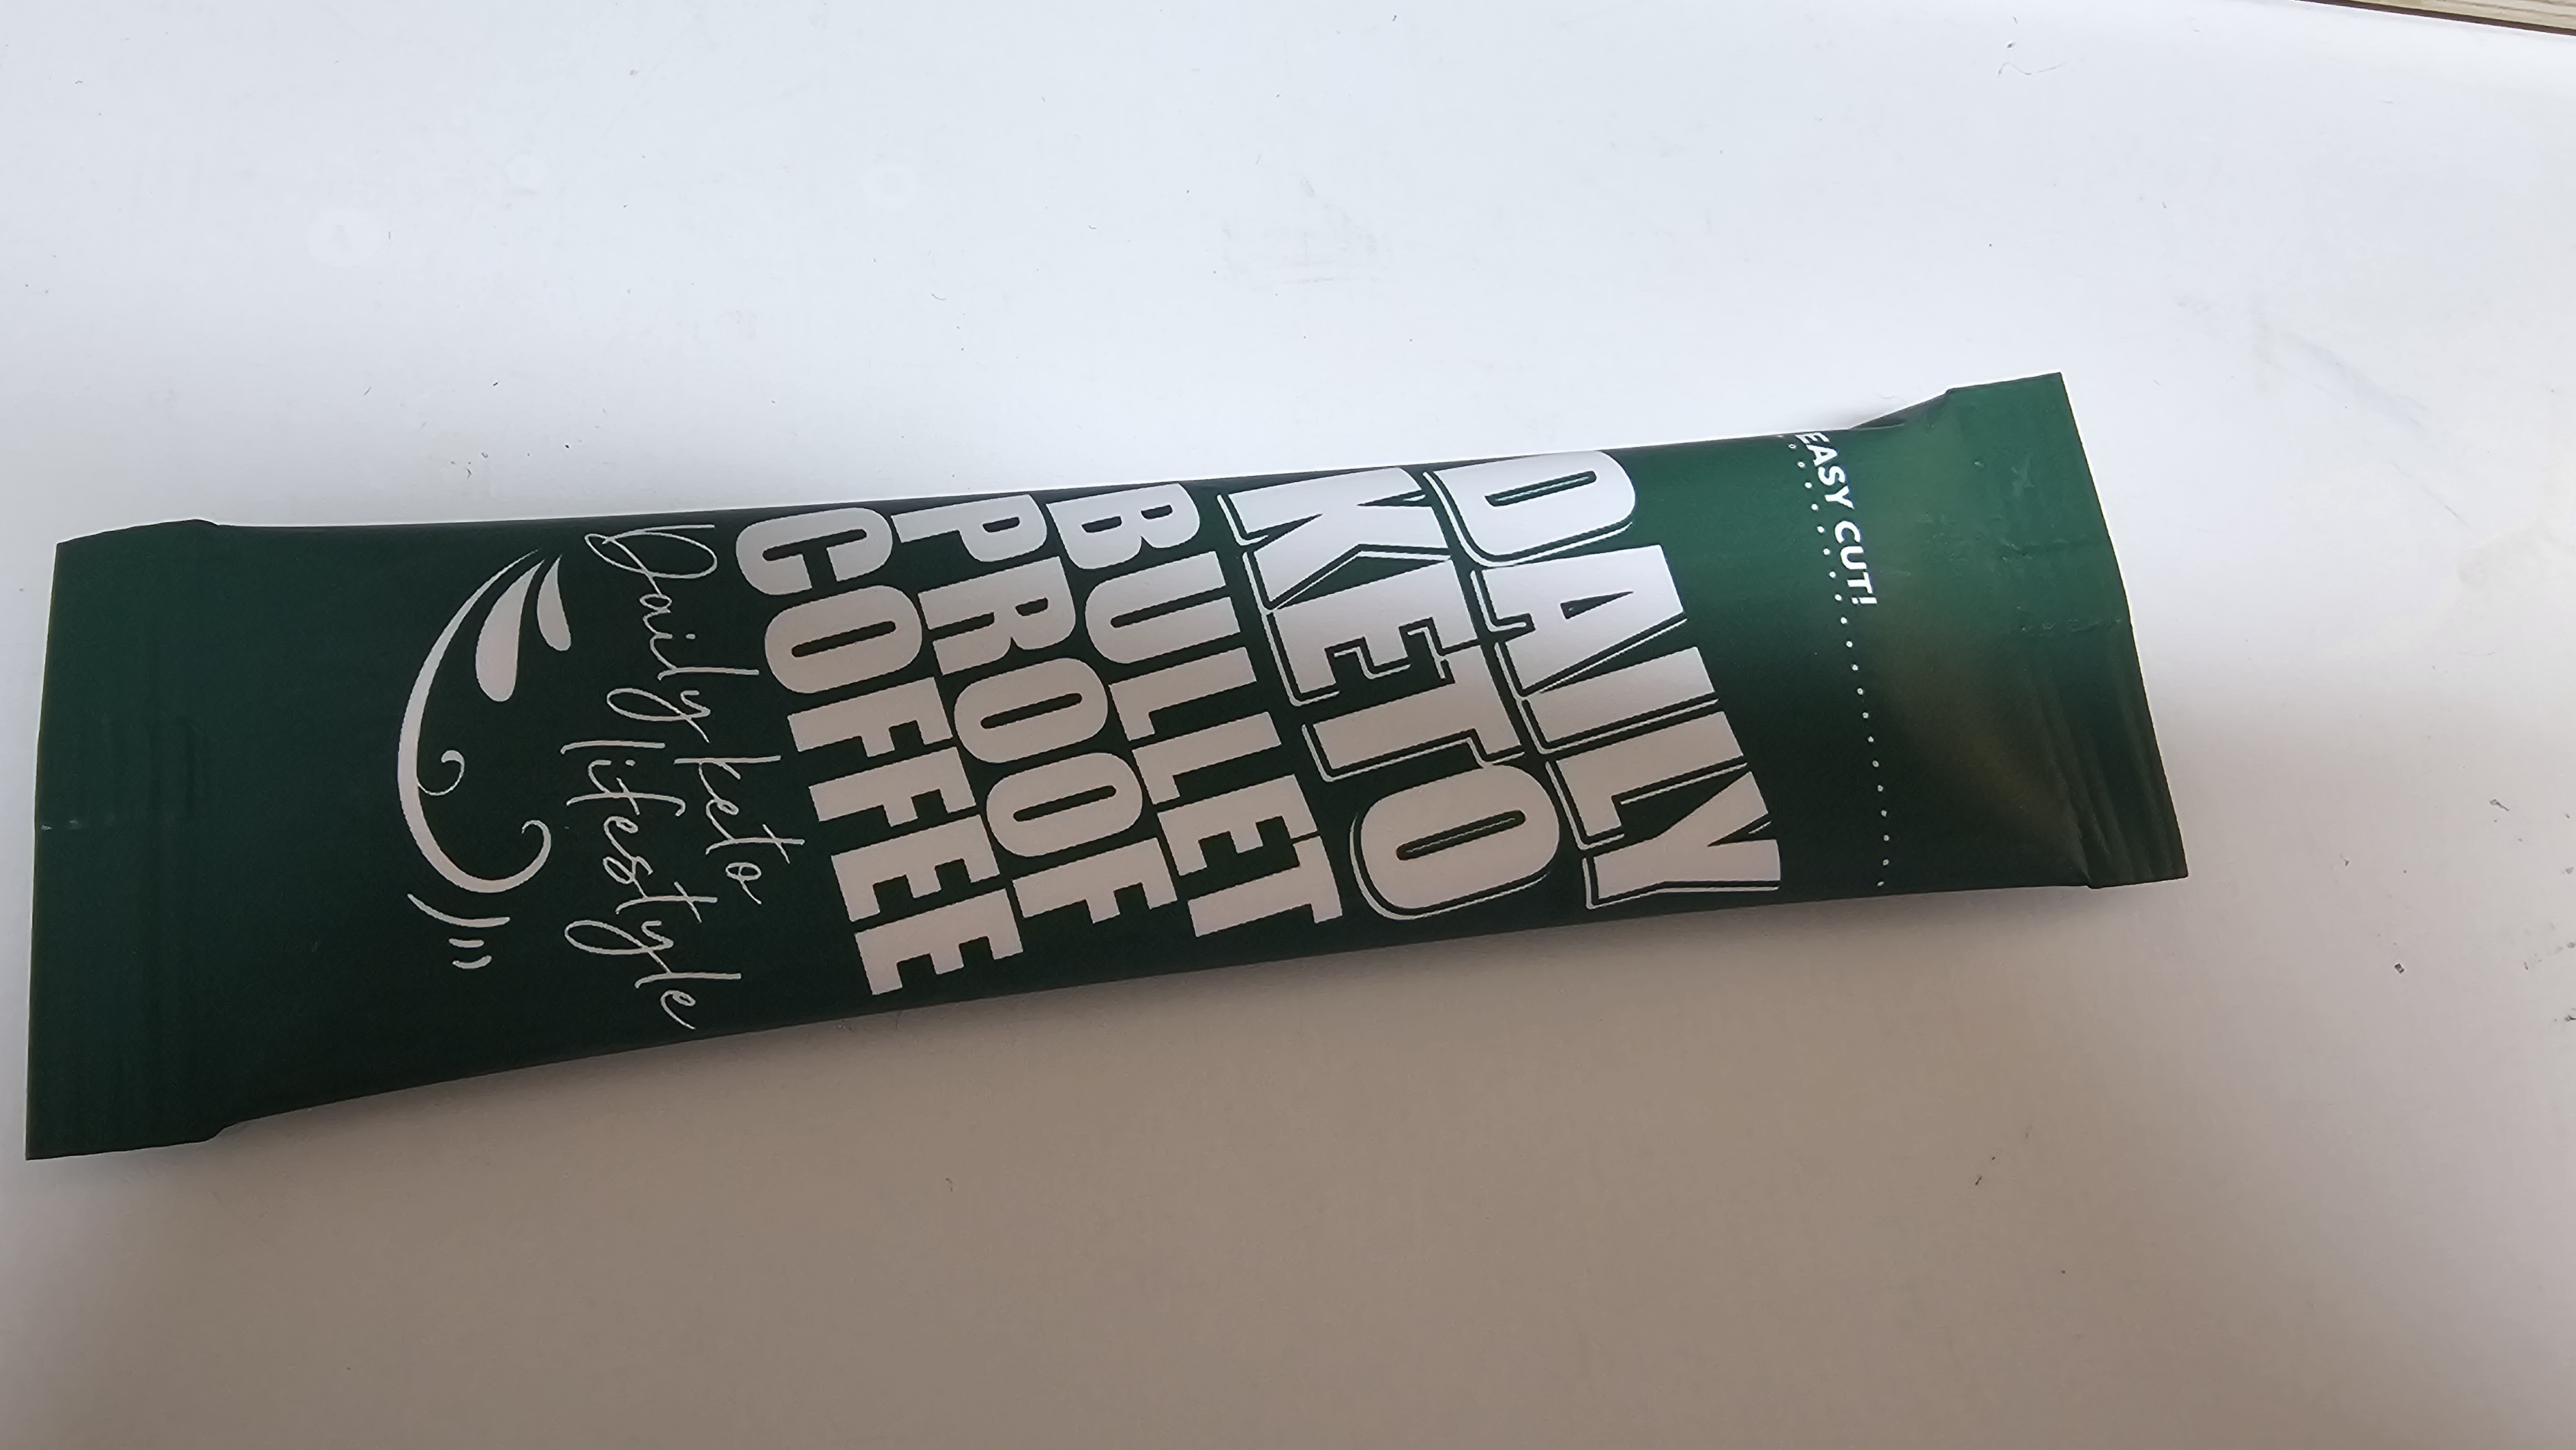 EASY CUT!
DAILY
KETO
BULLET
PROOF
COFFEE
Daily keto
lifestyle